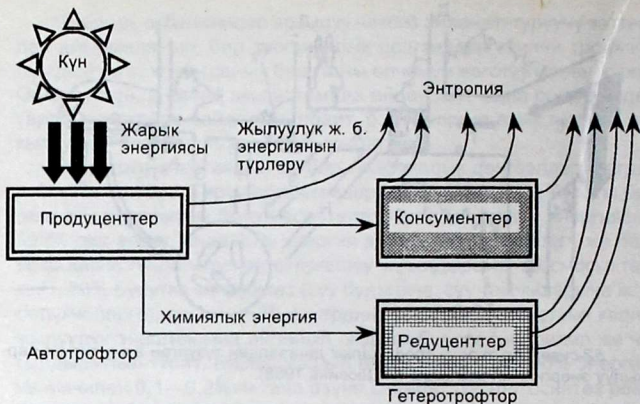 Күн
Энтропия
Жарык
энергиясы
Жылуулук ж. б.
энергиянын
түрлөрү
Продуценттер
Консументтер
Химиялык энергия
Редуценттер
Автотрофтор
Гетеротрофтор